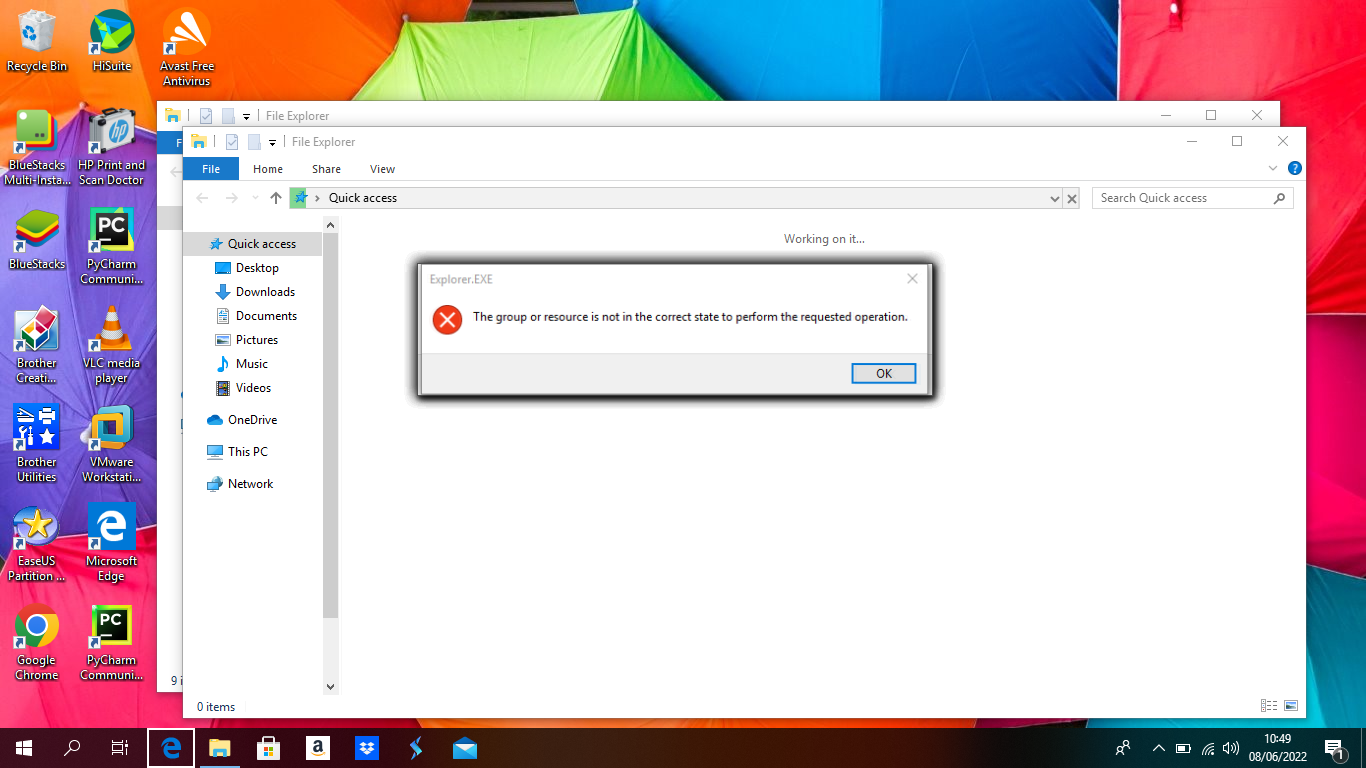 Recycle Bin
HiSuite
Avast Free
Antivirus
BlueStacks
Multi-Insta...
HP Print and
Scan Doctor
BlueStacks
PyCharm
Communi...
Brother
Creati...
VLC media
player
Brother
Utilities
VMware
Workstati...
EaseUS
Partition ...
Microsoft
Edge
Google
Chrome
PyCharm
Communi...
File Explorer
File Explorer
File
Home
Share
View
Quick access
Search Quick access
Quick access
Desktop
Downloads
Documents
Pictures
Music
Videos
OneDrive
This PC
Network
Working on it...
Explorer.EXE
The group or resource is not in the correct state to perform the requested operation.
OK
9 i
0 items
10:49
08/06/2022
1